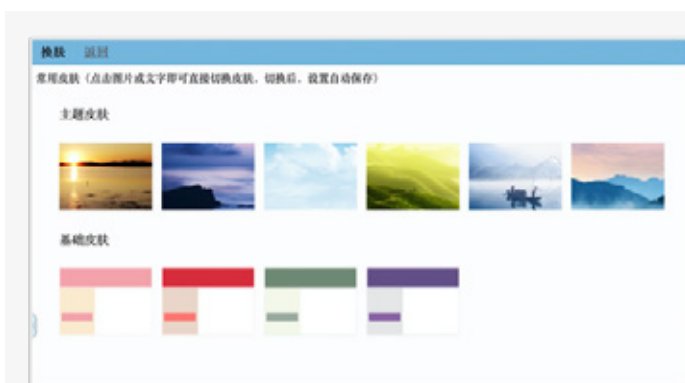 换肤 返回
常用皮肤（点击图片或文字即可直接切换皮肤，切换后，设置自动保存）
主题皮肤
基础皮肤